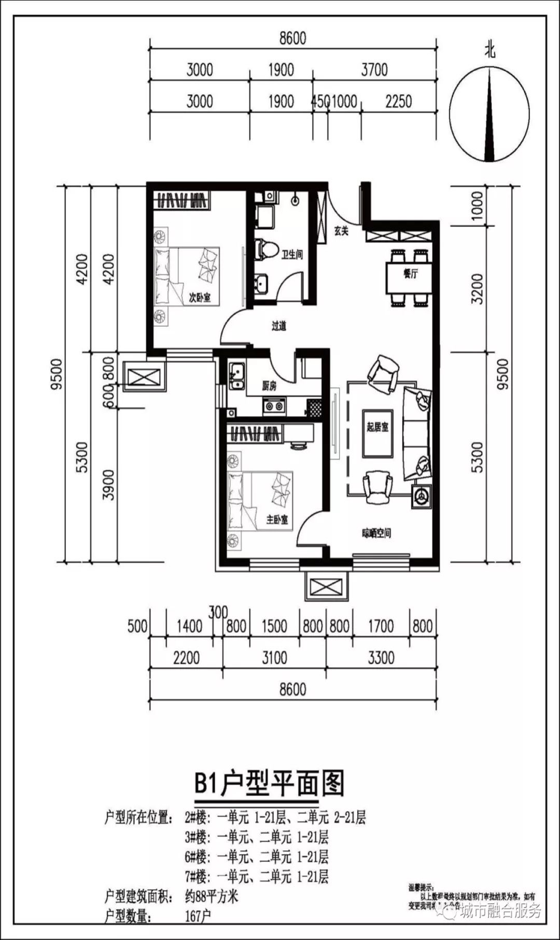 8600
北
3000 1900 3700
3000 1900 450 1000 2250
玄关
卫生间
餐厅
次卧室
过道
厨房
起居室
主卧室
晾晒空间
9500
4200
5300
4200
800
600
3900
1000
3200
5300
9500
300
500 1400 800 1500 800 800 1700 800
2200 3100 3300
8600
B1户型平面图
户型所在位置: 2#楼: 一单元 1-21层、二单元 2-21层
3#楼: 一单元、二单元 1-21层
6#楼: 一单元、二单元 1-21层
7#楼: 一单元、二单元 1-21层
户型建筑面积: 约88平方米
户型数量: 167户
温馨提示:
以上数据最终以规划部门审批结果为准, 如有
变更我司
城市融合服务